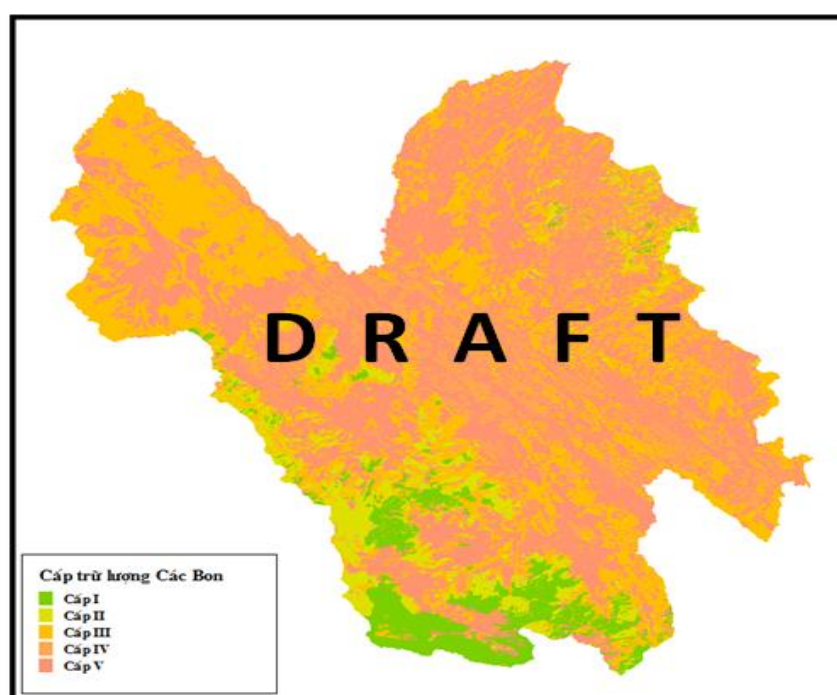 D R A F T
Cấp trữ lượng Các Bon
Cấp I
Cấp II
Cấp III
Cấp IV
Cấp V